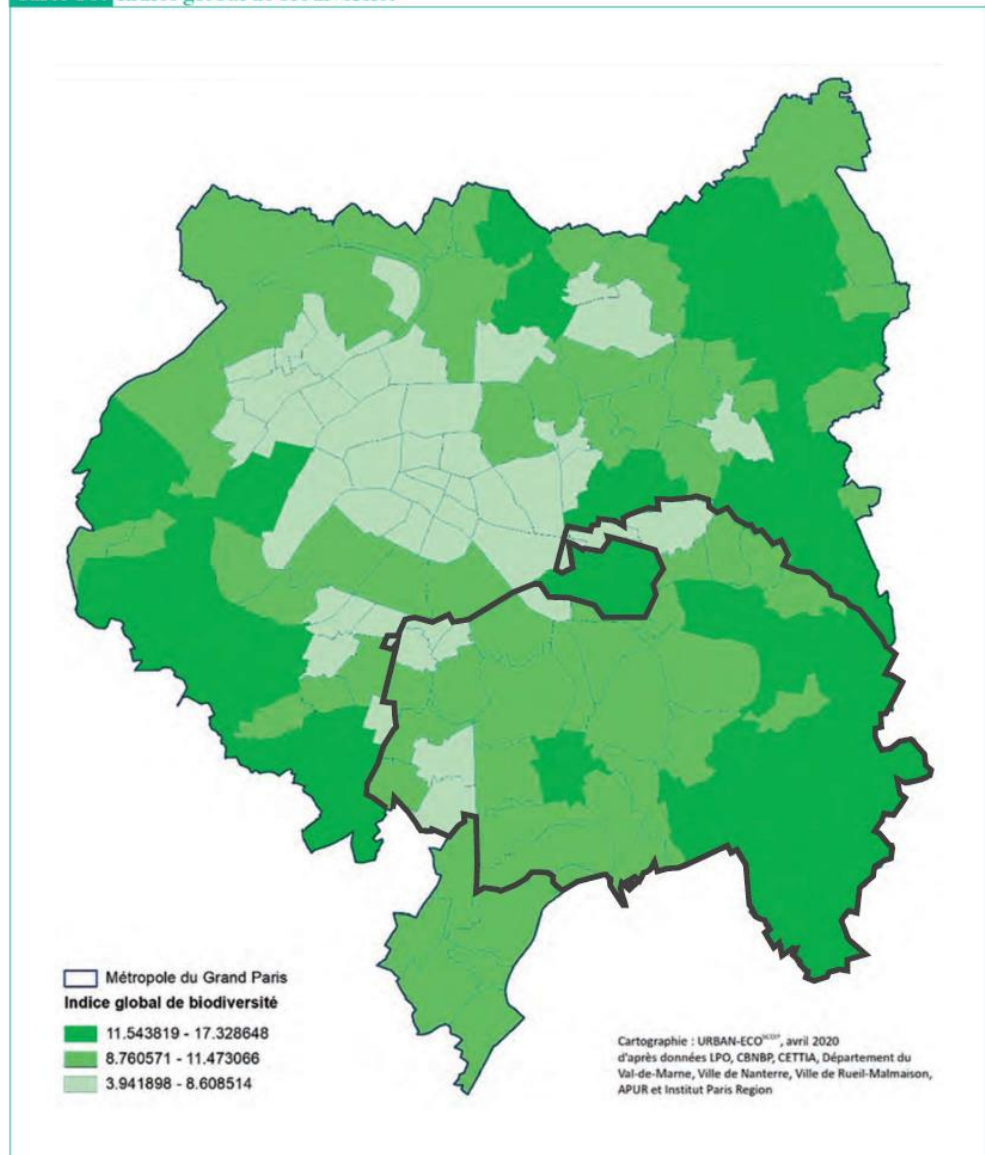 Métropole du Grand Paris
Indice global de biodiversité
11.543819 - 17.328648
8.760571 - 11.473066
3.941898 - 8.608514
Cartographie : URBAN-ECO, avril 2020
d'après données LPO, CBNBP, CETTIA, Département du
Val-de-Marne, Ville de Nanterre, Ville de Rueil-Malmaison,
APUR et Institut Paris Region